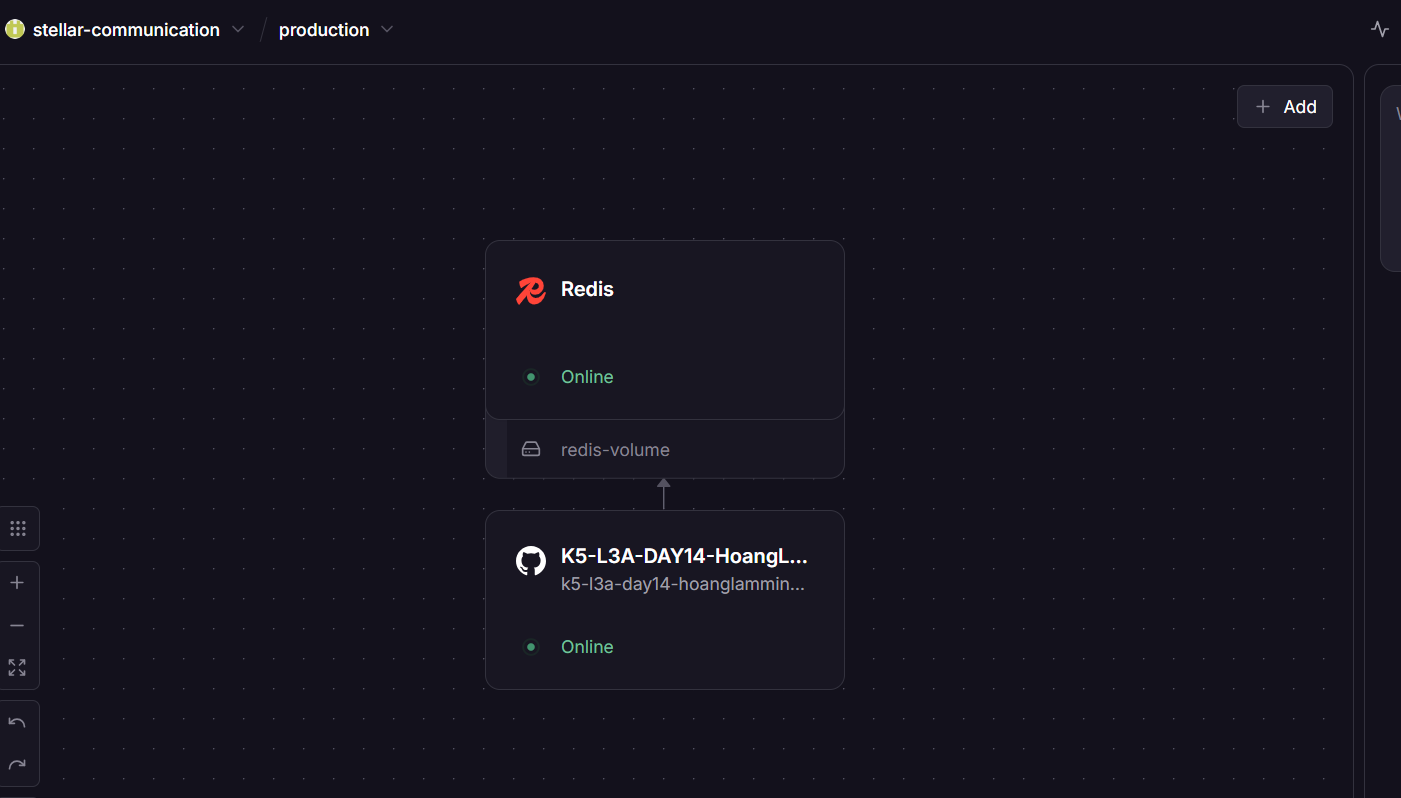 stellar-communication / production
Add
Redis
Online
redis-volume
K5-L3A-DAY14-HoangL...
k5-l3a-day14-hoanglammin...
Online